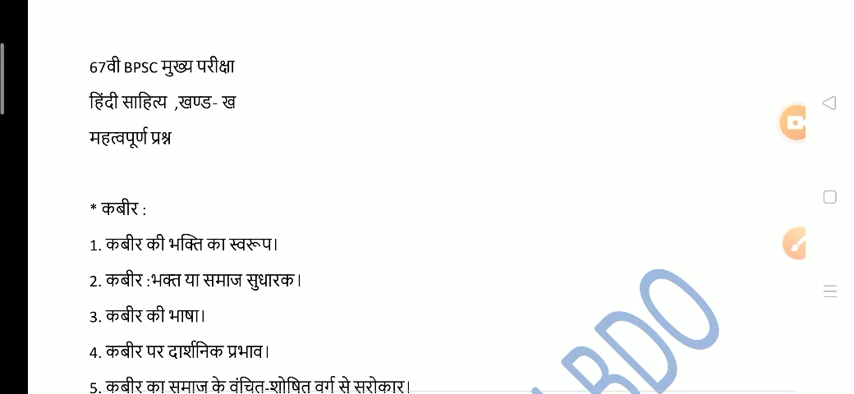 67वी BPSC मुख्य परीक्षा
हिंदी साहित्य ,खण्ड- ख
महत्वपूर्ण प्रश्न
* कबीर :
1. कबीर की भक्ति का स्वरूप।
2. कबीर :भक्त या समाज सुधारक।
3. कबीर की भाषा।
4. कबीर पर दार्शनिक प्रभाव।
5. कबीर का समाज के वंचित-शोषित वर्ग से सरोकार।